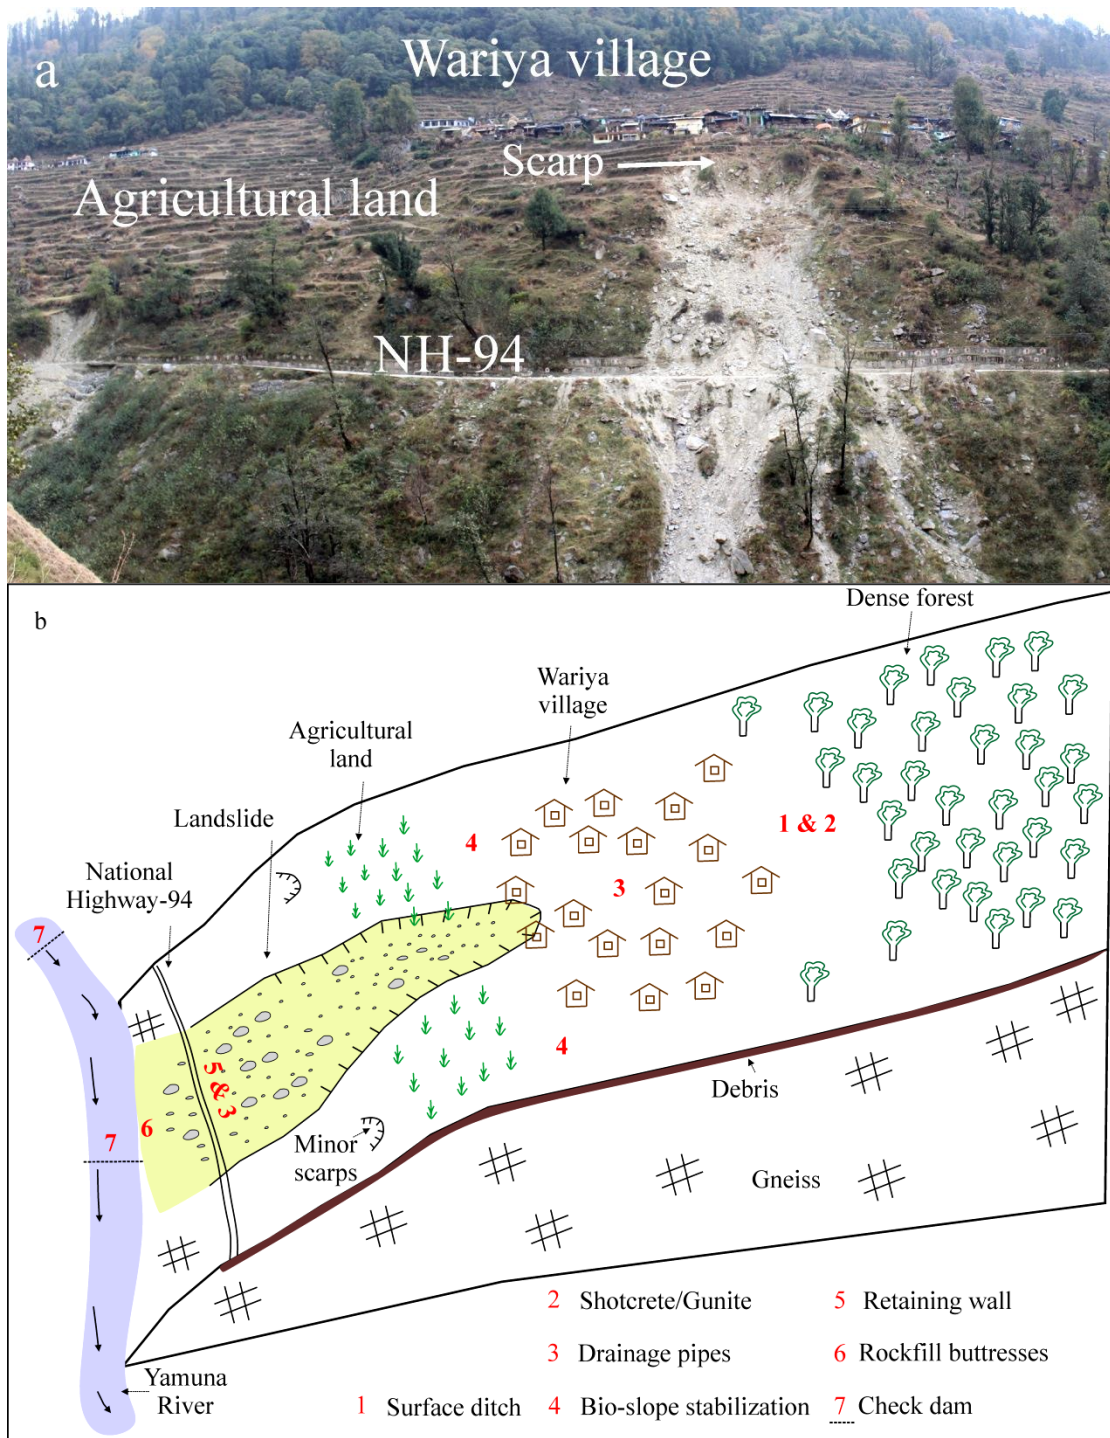 a
Wariya village
Scarp
Agricultural land
NH-94
b
Dense forest
Wariya
village
Agricultural
land
Landslide
National
Highway-94
4
1 & 2
3
7
5 & 3
6
7
4
Debris
Minor
scarps
Gneiss
Yamuna
River
2 Shotcrete/Gunite
5 Retaining wall
3 Drainage pipes
6 Rockfill buttresses
1 Surface ditch
4 Bio-slope stabilization
7 Check dam